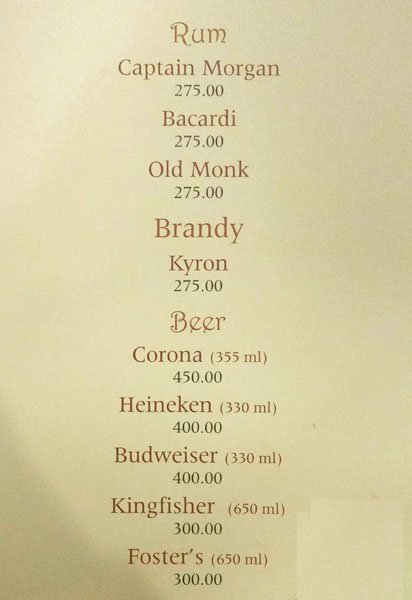 Rum
Captain Morgan
275.00
Bacardi
275.00
Old Monk
275.00
Brandy
Kyron
275.00
Beer
Corona (355 ml)
450.00
Heineken (330 ml)
400.00
Budweiser (330 ml)
400.00
Kingfisher (650 ml)
300.00
Foster's (650 ml)
300.00